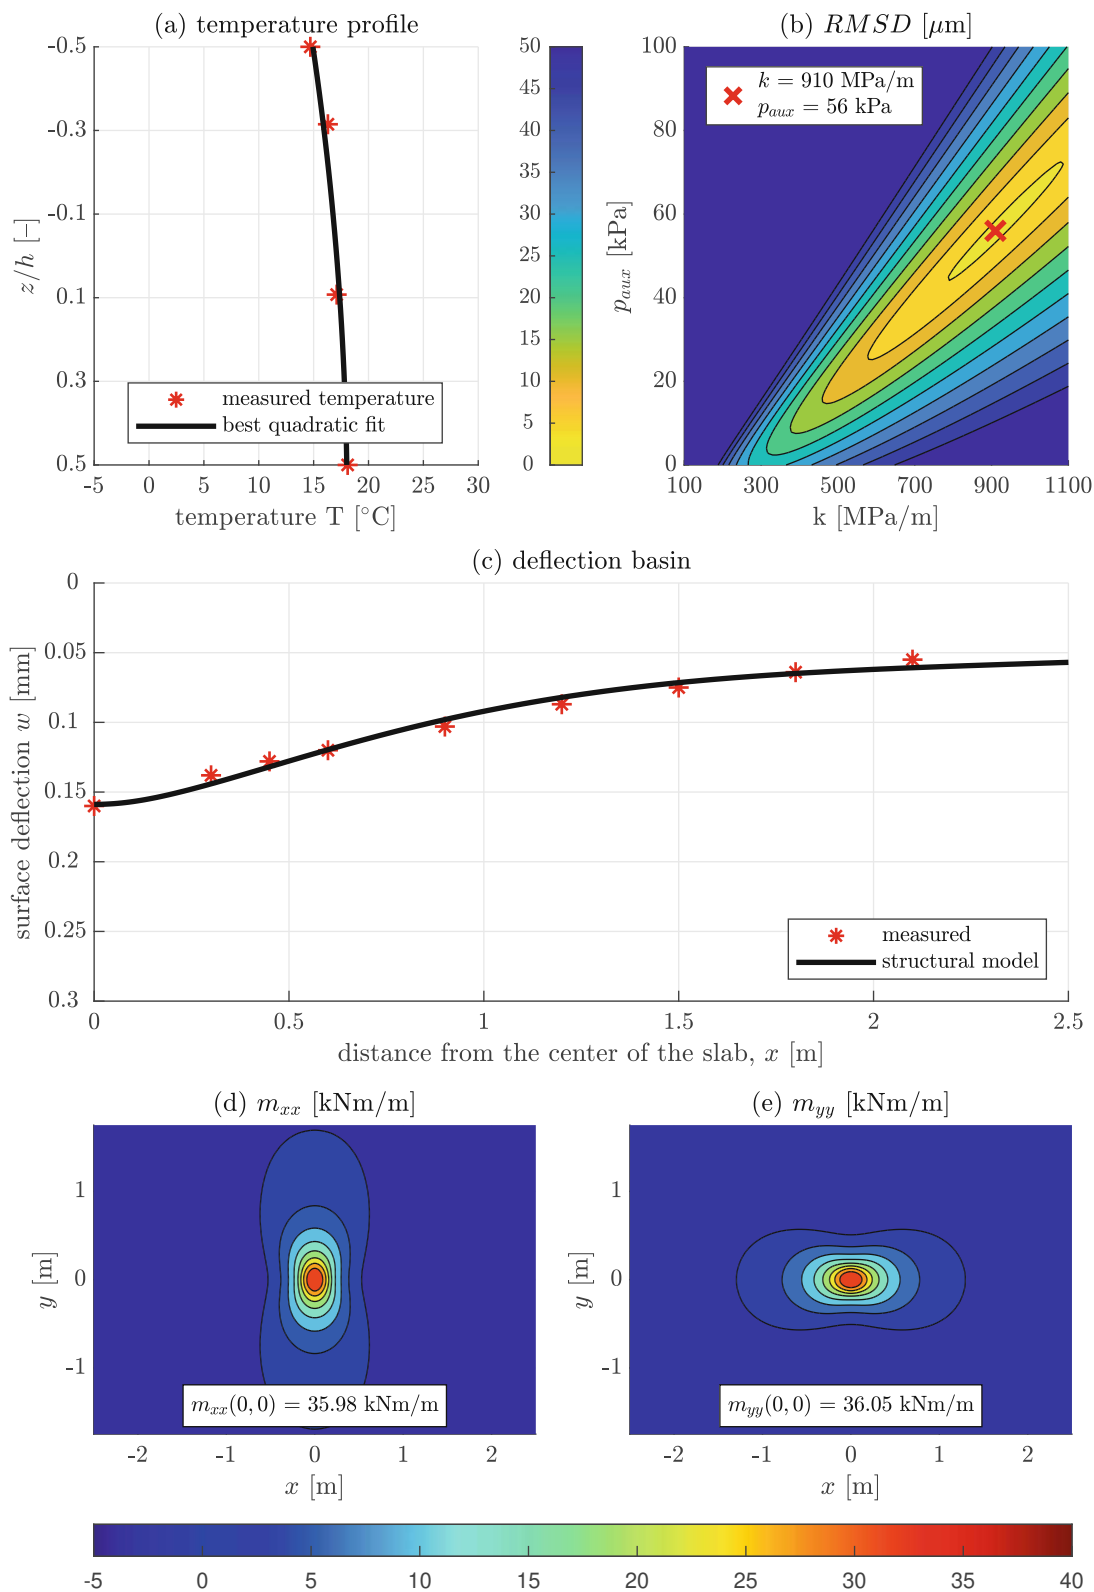 (a) temperature profile
-0.5
-0.3
-0.1
0.1
0.3
0.5
z/h [−]
-5 0 5 10 15 20 25 30
temperature T [°C]
measured temperature
best quadratic fit
50
45
40
35
30
25
20
15
10
5
0
(b) RMSD [μm]
k = 910 MPa/m
p_aux = 56 kPa
100
80
60
40
20
0
p_aux [kPa]
100 300 500 700 900 1100
k [MPa/m]
(c) deflection basin
0
0.05
0.1
0.15
0.2
0.25
0.3
surface deflection w [mm]
measured
structural model
0 0.5 1 1.5 2 2.5
distance from the center of the slab, x [m]
(d) m_xx [kNm/m]
1
0
-1
y [m]
m_xx(0, 0) = 35.98 kNm/m
-2 -1 0 1 2
x [m]
(e) m_yy [kNm/m]
1
0
-1
y [m]
m_yy(0, 0) = 36.05 kNm/m
-2 -1 0 1 2
x [m]
-5 0 5 10 15 20 25 30 35 40